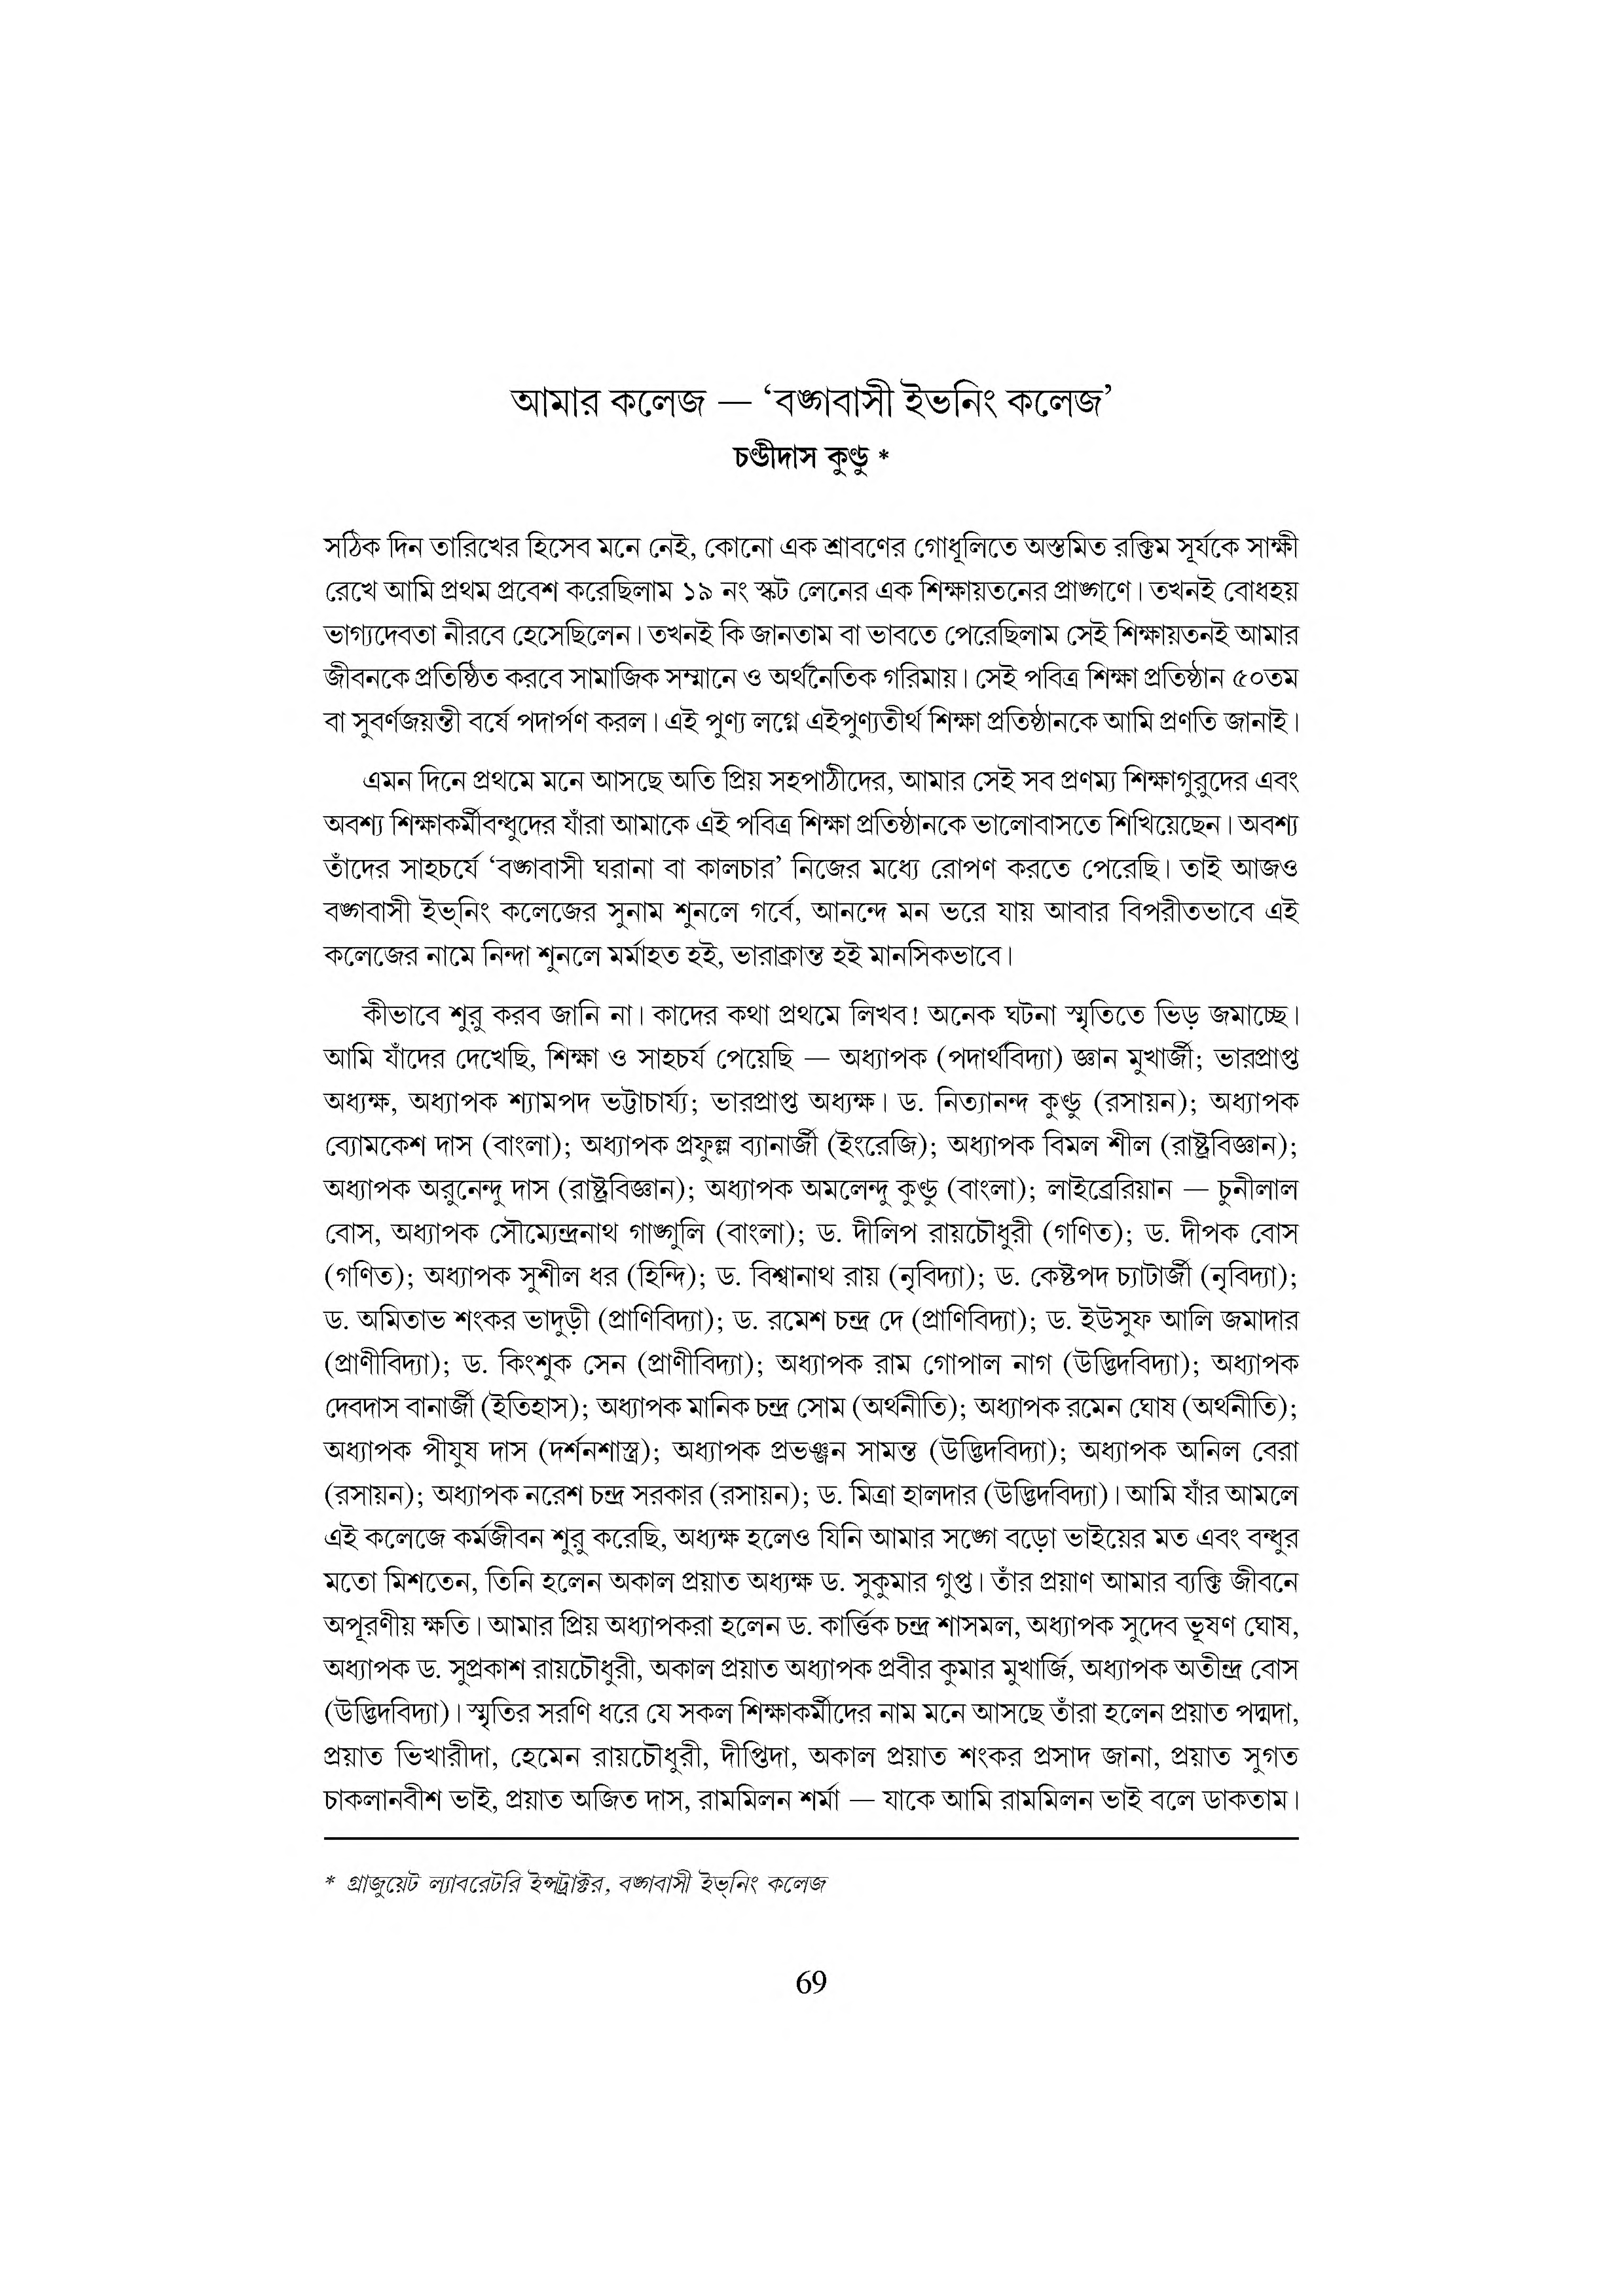 আমার কলেজ — ‘বঙ্গবাসী ইভনিং কলেজ’
চণ্ডীদাস কুণ্ডু *
সঠিক দিন তারিখের হিসেব মনে নেই, কোনো এক শ্রাবণের গোধূলিতে অস্তমিত রক্তিম সূর্যকে সাক্ষী
রেখে আমি প্রথম প্রবেশ করেছিলাম ১৯ নং স্কট লেনের এক শিক্ষায়তনের প্রাঙ্গণে। তখনই বোধহয়
ভাগ্যদেবতা নীরবে হেসেছিলেন। তখনই কি জানতাম বা ভাবতে পেরেছিলাম সেই শিক্ষায়তনই আমার
জীবনকে প্রতিষ্ঠিত করবে সামাজিক সম্মানে ও অর্থনৈতিক গরিমায়। সেই পবিত্র শিক্ষা প্রতিষ্ঠান ৫০তম
বা সুবর্ণজয়ন্তী বর্ষে পদার্পণ করল। এই পুণ্য লগ্নে এইপুণ্যতীর্থ শিক্ষা প্রতিষ্ঠানকে আমি প্রণতি জানাই।
এমন দিনে প্রথমে মনে আসছে অতি প্রিয় সহপাঠীদের, আমার সেই সব প্রণম্য শিক্ষাগুরুদের এবং
অবশ্য শিক্ষাকর্মীবন্ধুদের যাঁরা আমাকে এই পবিত্র শিক্ষা প্রতিষ্ঠানকে ভালোবাসতে শিখিয়েছেন। অবশ্য
তাঁদের সাহচর্যে ‘বঙ্গবাসী ঘরানা বা কালচার’ নিজের মধ্যে রোপণ করতে পেরেছি। তাই আজও
বঙ্গবাসী ইভ্‌নিং কলেজের সুনাম শুনলে গর্বে, আনন্দে মন ভরে যায় আবার বিপরীতভাবে এই
কলেজের নামে নিন্দা শুনলে মর্মাহত হই, ভারাক্রান্ত হই মানসিকভাবে।
কীভাবে শুরু করব জানি না। কাদের কথা প্রথমে লিখব! অনেক ঘটনা স্মৃতিতে ভিড় জমাচ্ছে।
আমি যাঁদের দেখেছি, শিক্ষা ও সাহচর্য পেয়েছি — অধ্যাপক (পদার্থবিদ্যা) জ্ঞান মুখার্জী; ভারপ্রাপ্ত
অধ্যক্ষ, অধ্যাপক শ্যামপদ ভট্টাচার্য্য; ভারপ্রাপ্ত অধ্যক্ষ। ড. নিত্যানন্দ কুণ্ডু (রসায়ন); অধ্যাপক
ব্যোমকেশ দাস (বাংলা); অধ্যাপক প্রফুল্ল ব্যানার্জী (ইংরেজি); অধ্যাপক বিমল শীল (রাষ্ট্রবিজ্ঞান);
অধ্যাপক অরুনেন্দু দাস (রাষ্ট্রবিজ্ঞান); অধ্যাপক অমলেন্দু কুণ্ডু (বাংলা); লাইব্রেরিয়ান — চুনীলাল
বোস, অধ্যাপক সৌম্যেন্দ্রনাথ গাঙ্গুলি (বাংলা); ড. দীলিপ রায়চৌধুরী (গণিত); ড. দীপক বোস
(গণিত); অধ্যাপক সুশীল ধর (হিন্দি); ড. বিশ্বানাথ রায় (নৃবিদ্যা); ড. কেষ্টপদ চ্যাটার্জী (নৃবিদ্যা);
ড. অমিতাভ শংকর ভাদুড়ী (প্রাণিবিদ্যা); ড. রমেশ চন্দ্র দে (প্রাণিবিদ্যা); ড. ইউসুফ আলি জমাদার
(প্রাণীবিদ্যা); ড. কিংশুক সেন (প্রাণীবিদ্যা); অধ্যাপক রাম গোপাল নাগ (উদ্ভিদবিদ্যা); অধ্যাপক
দেবদাস বানার্জী (ইতিহাস); অধ্যাপক মানিক চন্দ্র সোম (অর্থনীতি); অধ্যাপক রমেন ঘোষ (অর্থনীতি);
অধ্যাপক পীযুষ দাস (দর্শনশাস্ত্র); অধ্যাপক প্রভঞ্জন সামন্ত (উদ্ভিদবিদ্যা); অধ্যাপক অনিল বেরা
(রসায়ন); অধ্যাপক নরেশ চন্দ্র সরকার (রসায়ন); ড. মিত্রা হালদার (উদ্ভিদবিদ্যা)। আমি যাঁর আমলে
এই কলেজে কর্মজীবন শুরু করেছি, অধ্যক্ষ হলেও যিনি আমার সঙ্গে বড়ো ভাইয়ের মত এবং বন্ধুর
মতো মিশতেন, তিনি হলেন অকাল প্রয়াত অধ্যক্ষ ড. সুকুমার গুপ্ত। তাঁর প্রয়াণ আমার ব্যক্তি জীবনে
অপূরণীয় ক্ষতি। আমার প্রিয় অধ্যাপকরা হলেন ড. কার্ত্তিক চন্দ্র শাসমল, অধ্যাপক সুদেব ভূষণ ঘোষ,
অধ্যাপক ড. সুপ্রকাশ রায়চৌধুরী, অকাল প্রয়াত অধ্যাপক প্রবীর কুমার মুখার্জি, অধ্যাপক অতীন্দ্র বোস
(উদ্ভিদবিদ্যা)। স্মৃতির সরণি ধরে যে সকল শিক্ষাকর্মীদের নাম মনে আসছে তাঁরা হলেন প্রয়াত পদ্মদা,
প্রয়াত ভিখারীদা, হেমেন রায়চৌধুরী, দীপ্তিদা, অকাল প্রয়াত শংকর প্রসাদ জানা, প্রয়াত সুগত
চাকলানবীশ ভাই, প্রয়াত অজিত দাস, রামমিলন শর্মা — যাকে আমি রামমিলন ভাই বলে ডাকতাম।
* গ্রাজুয়েট ল্যাবরেটরি ইন্সট্রাক্টর, বঙ্গবাসী ইভ্‌নিং কলেজ
69